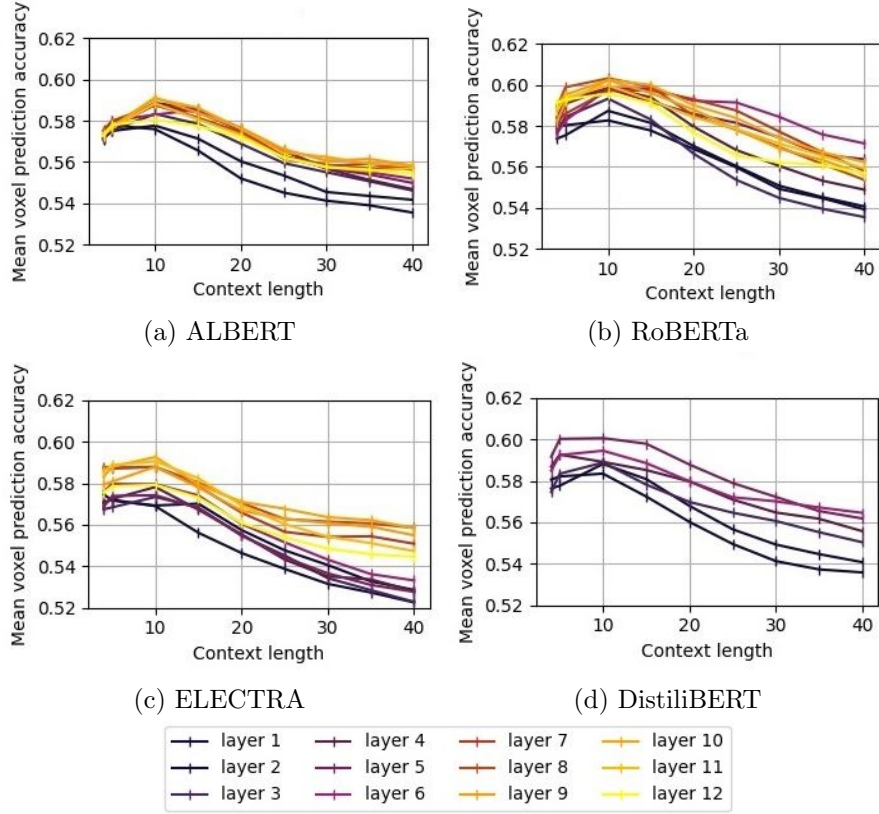 Mean voxel prediction accuracy
0.62
0.60
0.58
0.56
0.54
0.52
10 20 30 40
Context length
(a) ALBERT
Mean voxel prediction accuracy
0.62
0.60
0.58
0.56
0.54
0.52
10 20 30 40
Context length
(b) RoBERTa
Mean voxel prediction accuracy
0.62
0.60
0.58
0.56
0.54
0.52
10 20 30 40
Context length
(c) ELECTRA
Mean voxel prediction accuracy
0.62
0.60
0.58
0.56
0.54
0.52
10 20 30 40
Context length
(d) DistiliBERT
layer 1 layer 4 layer 7 layer 10
layer 2 layer 5 layer 8 layer 11
layer 3 layer 6 layer 9 layer 12